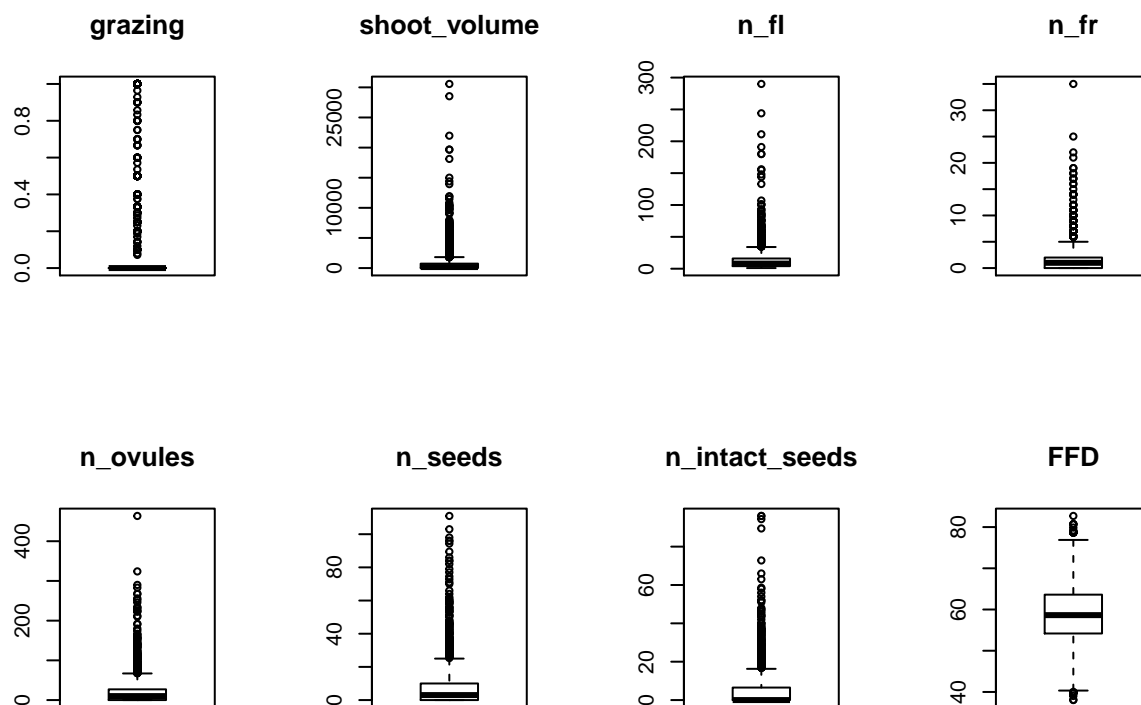 grazing shoot_volume n_fl n_fr
0.0 0.4 0.8
0 10000 25000
0 100 200 300
0 10 20 30
n_ovules n_seeds n_intact_seeds FFD
0 200 400
0 40 80
0 20 60
40 60 80